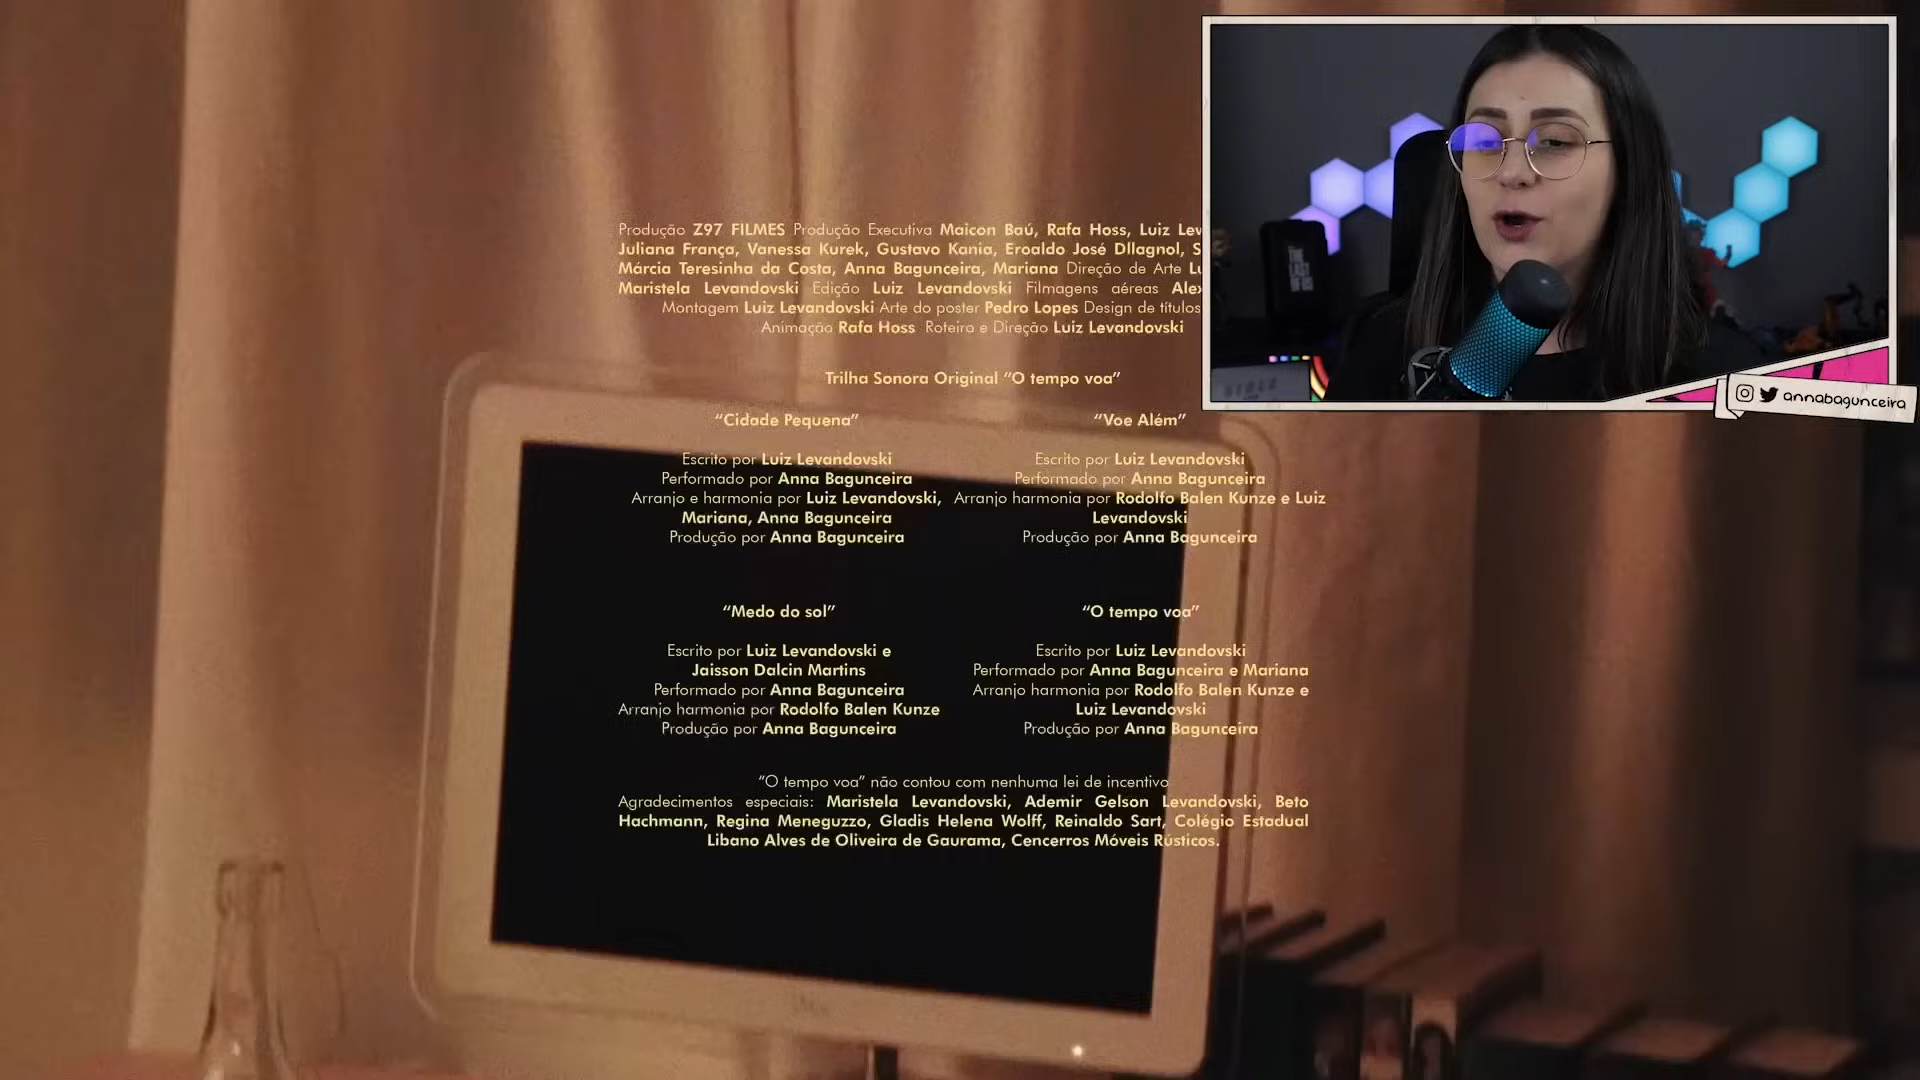 Produção Z97 FILMES Produção Executiva Maicon Baú, Rafa Hoss, Luiz Lev
Juliana França, Vanessa Kurek, Gustavo Kania, Eroaldo José Dllagnol, S
Márcia Teresinha da Costa, Anna Bagunceira, Mariana Direção de Arte Lu
Maristela Levandovski Edição Luiz Levandovski Filmagens aéreas Alex
Montagem Luiz Levandovski Arte do poster Pedro Lopes Design de títulos
Animação Rafa Hoss Roteiro e Direção Luiz Levandovski
Trilha Sonora Original “O tempo voa”
“Cidade Pequena”
Escrito por Luiz Levandovski
Performado por Anna Bagunceira
Arranjo e harmonia por Luiz Levandovski,
Mariana, Anna Bagunceira
Produção por Anna Bagunceira
“Voe Além”
Escrito por Luiz Levandovski
Performado por Anna Bagunceira
Arranjo harmonia por Rodolfo Balen Kunze e Luiz
Levandovski
Produção por Anna Bagunceira
“Medo do sol”
Escrito por Luiz Levandovski e
Jaisson Dalcin Martins
Performado por Anna Bagunceira
Arranjo harmonia por Rodolfo Balen Kunze
Produção por Anna Bagunceira
“O tempo voa”
Escrito por Luiz Levandovski
Performado por Anna Bagunceira e Mariana
Arranjo harmonia por Rodolfo Balen Kunze e
Luiz Levandovski
Produção por Anna Bagunceira
“O tempo voa” não contou com nenhuma lei de incentivo
Agradecimentos especiais: Maristela Levandovski, Ademir Gelson Levandovski, Beto
Hachmann, Regina Meneguzzo, Gladis Helena Wolff, Reinaldo Sart, Colégio Estadual
Libano Alves de Oliveira de Gaurama, Cencerros Móveis Rústicos.
THE LAST OF US
annabagunceira